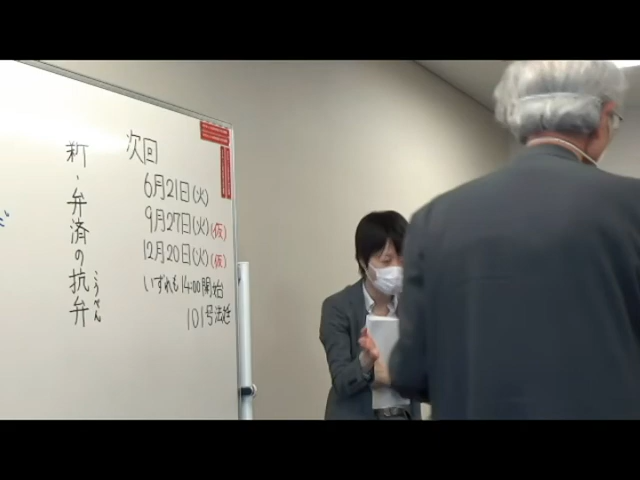 次回
6月21日(火)
9月27日(火)(仮)
12月20日(火)(仮)
いずれも14:00開始
101号法廷
新・弁済の抗弁
こうべん